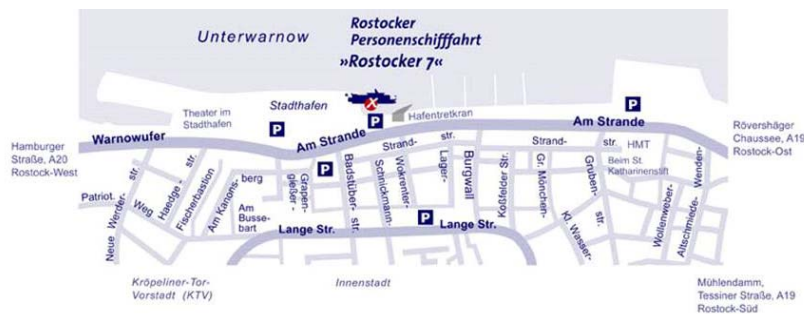 Unterwarnow
Rostocker
Personenschifffahrt
»Rostocker 7«
Theater im
Stadthafen
Stadthafen
P
P
P
Hafentretkran
Am Strande
Am Strande
Warnowufer
Hamburger
Straße, A20
Rostock-West
Rövershäger
Chaussee, A19
Rostock-Ost
Strand-
str.
Strand-
str.
HMT
Beim St.
Katharinenstift
Patriot.
Weg
Neue Werder-
str.
Haedge-
str.
Fischerbastion
Am Kanons-
berg
Am
Busse-
bart
P
Grapen-
gießer-
Badstüber-
str.
Schnickmann-
Wokrenter-
Lager-
Burgwall
Koßfelder Str.
Gr. Mönchen-
Gruben-
str.
Kl. Wasser-
Wollenweber-
Altschmiede-
Wenden-
P
Lange Str.
Lange Str.
Kröpeliner-Tor-
Vorstadt (KTV)
Innenstadt
Mühlendamm,
Tessiner Straße, A19
Rostock-Süd